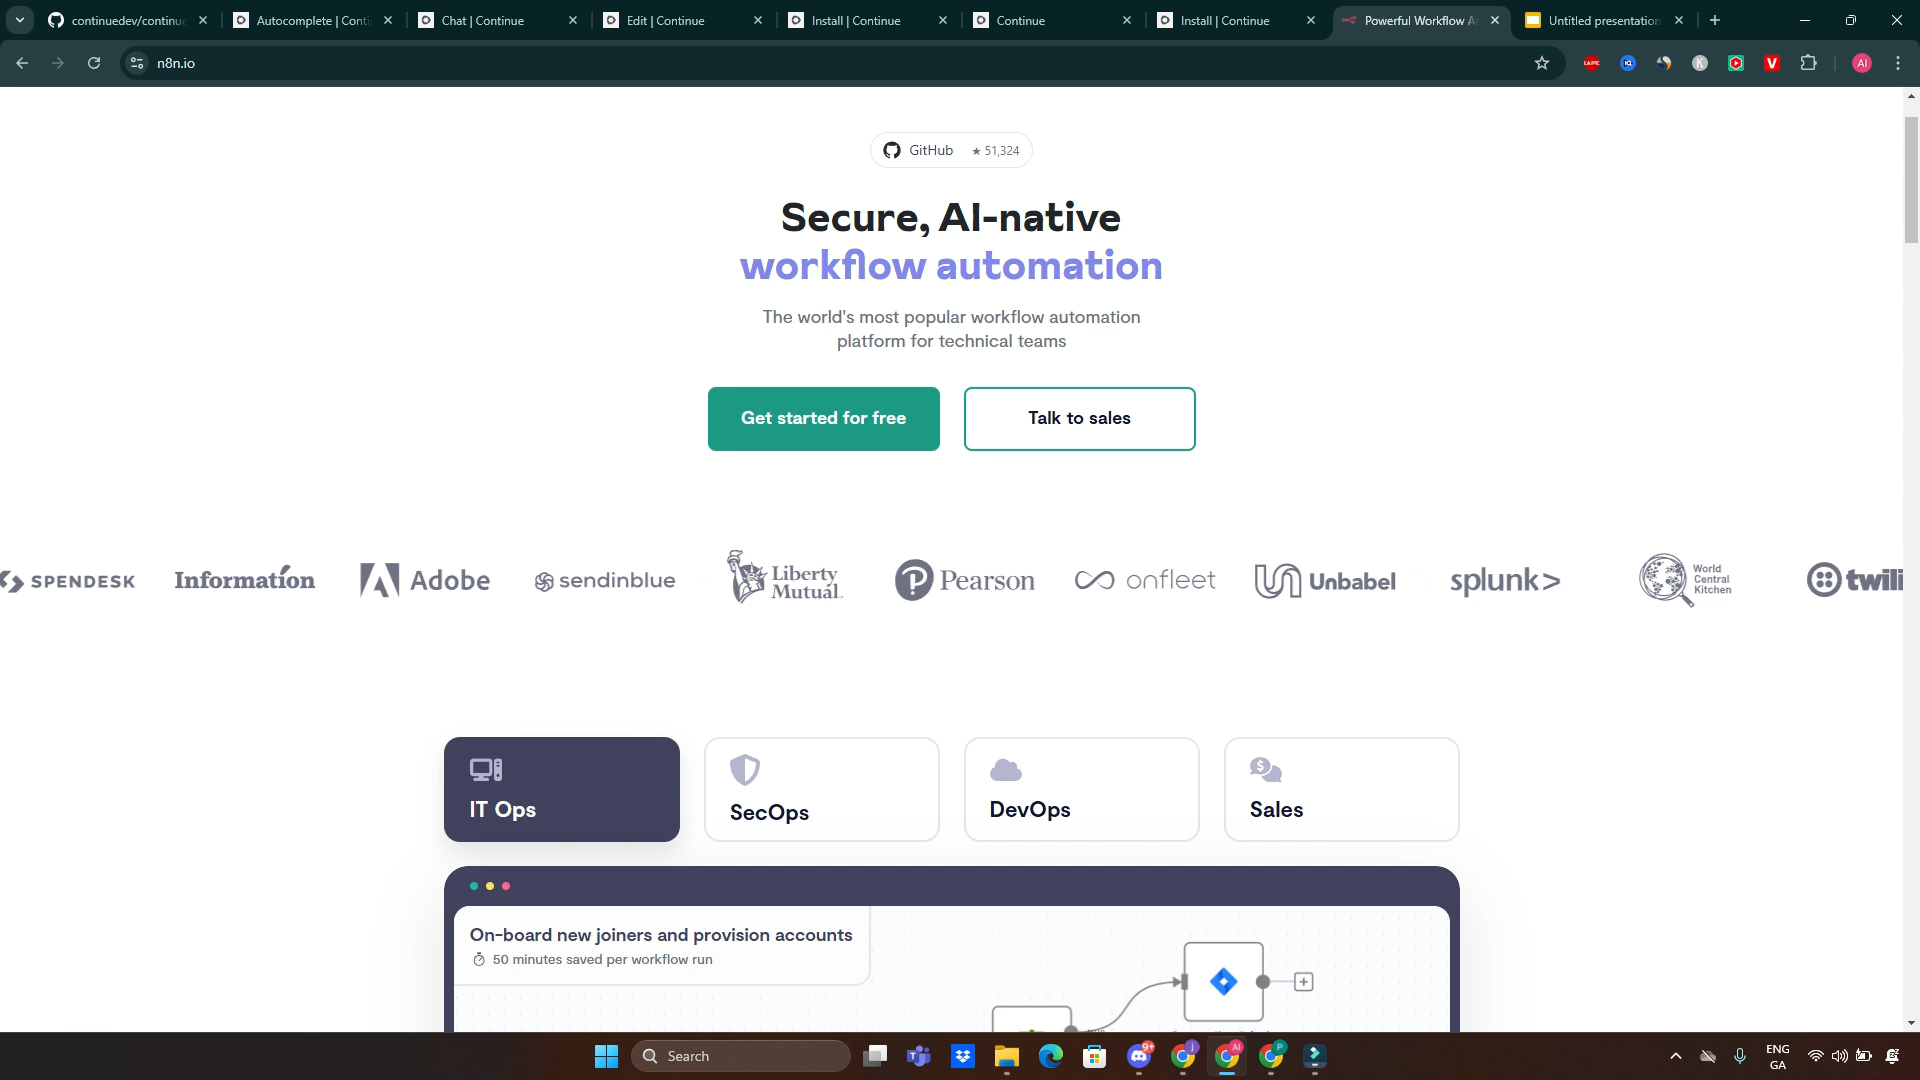 continuedev/continue
Autocomplete | Conti
Chat | Continue
Edit | Continue
Install | Continue
Continue
Install | Continue
Powerful Workflow A
Untitled presentation
n8n.io
AI
GitHub ★ 51,324
Secure, AI-native
workflow automation
The world's most popular workflow automation
platform for technical teams
Get started for free
Talk to sales
SPENDESK
Information
Adobe
sendinblue
Liberty
Mutual
Pearson
onfleet
Unbabel
splunk>
World
Central
Kitchen
twili
IT Ops
SecOps
DevOps
Sales
On-board new joiners and provision accounts
50 minutes saved per workflow run
Search
9+
AI
P
ENG
GA